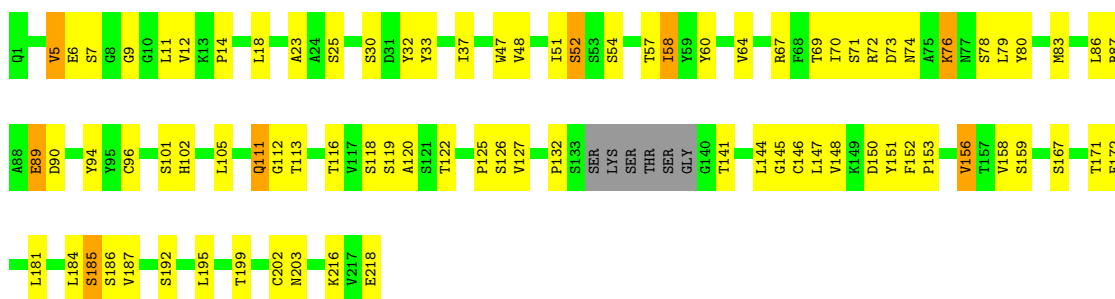 Q1 V5 E6 S7 G8 G9 G10 L11 V12 K13 P14 L18 A23 A24 S25 S30 D31 Y32 Y33 I37 W47 V48 I51 S52 S53 S54 T57 I58 Y59 Y60 V64 R67 F68 T69 I70 S71 R72 D73 N74 A75 K76 N77 S78 L79 Y80 M83 L86 R87
A88 E89 D90 Y94 Y95 C96 S101 H102 L105 Q111 G112 T113 T116 V117 S118 S119 A120 S121 T122 P125 S126 V127 P132 S133 SER LYS SER THR SER GLY G140 T141 L144 G145 C146 L147 V148 K149 D150 Y151 F152 P153 V156 T157 V158 S159 S167 T171
L181 L184 S185 S186 V187 S192 L195 T199 C202 N203 K216 V217 E218